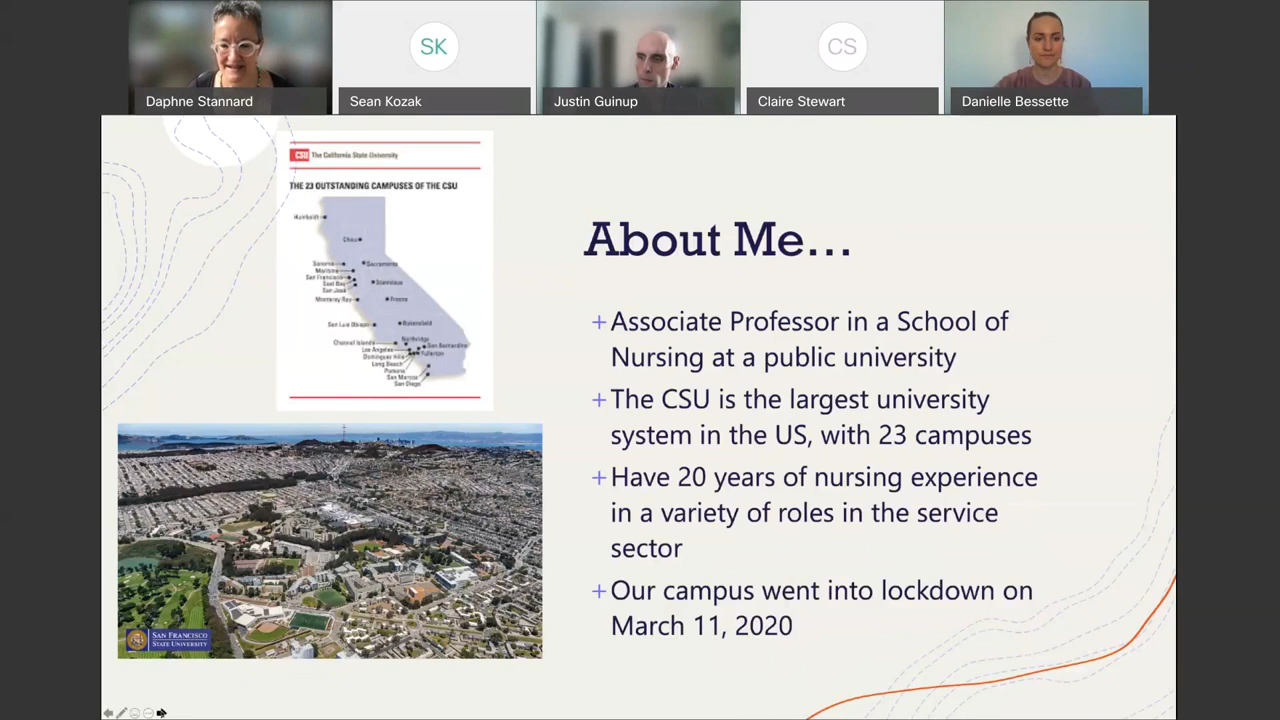 SK
CS
Daphne Stannard
Sean Kozak
Justin Guinup
Claire Stewart
Danielle Bessette
CSU The California State University
THE 23 OUTSTANDING CAMPUSES OF THE CSU
Humboldt
Chico
Sonoma
Sacramento
Maritime
San Francisco
East Bay
Stanislaus
San José
Monterey Bay
Fresno
San Luis Obispo
Bakersfield
Channel Islands
Northridge
Los Angeles
San Bernardino
Dominguez Hills
Fullerton
Long Beach
Pomona
San Marcos
San Diego
SAN FRANCISCO
STATE UNIVERSITY
About Me...
+Associate Professor in a School of
Nursing at a public university
+The CSU is the largest university
system in the US, with 23 campuses
+Have 20 years of nursing experience
in a variety of roles in the service
sector
+Our campus went into lockdown on
March 11, 2020